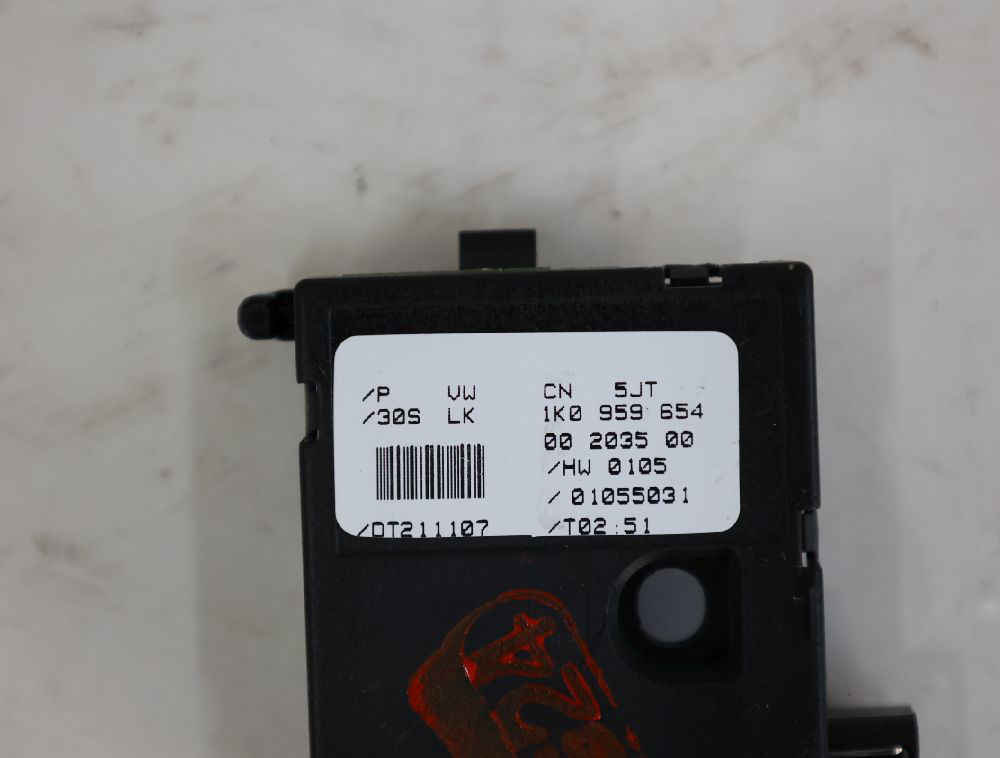 /P VW CN 5JT
/30S LK 1K0 959 654
00 2035 00
/HW 0105
/ 01055031
/DT211107 /T02:51